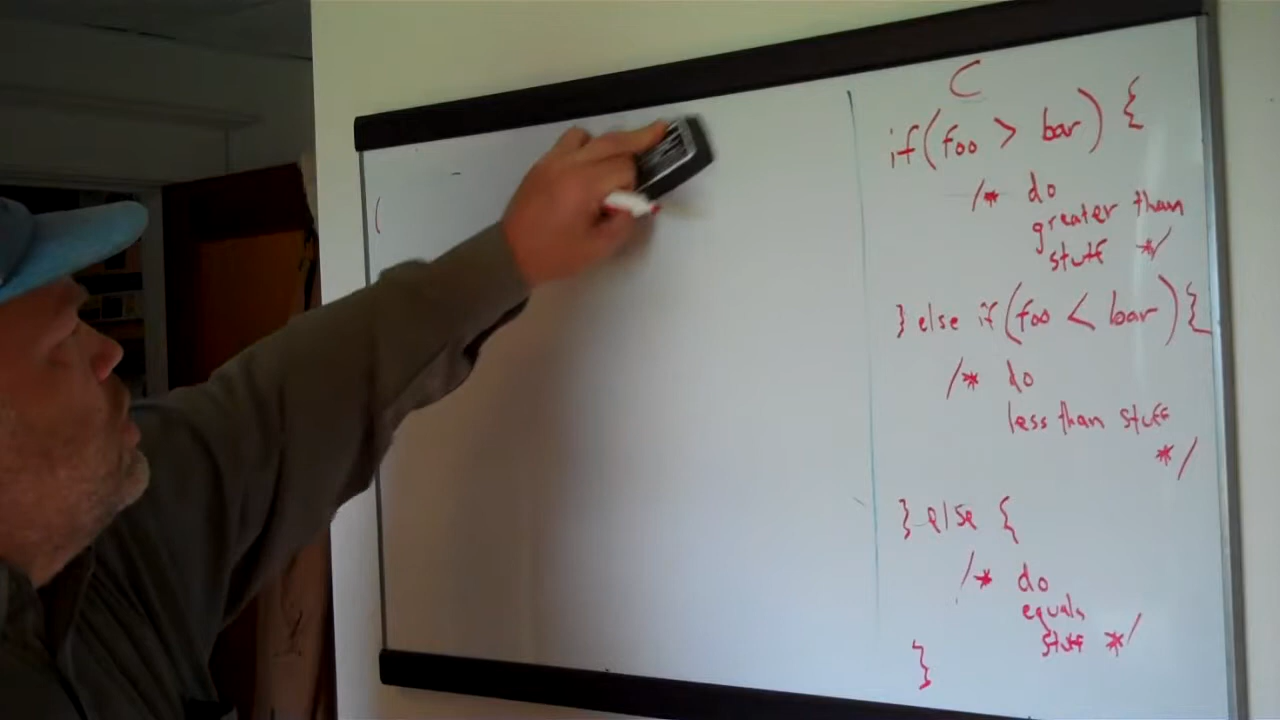 C
if(foo > bar) {
/* do
greater than
stuff */
} else if(foo < bar){
/* do
less than stuff
*/
} else {
/* do
equals
stuff */
}
(